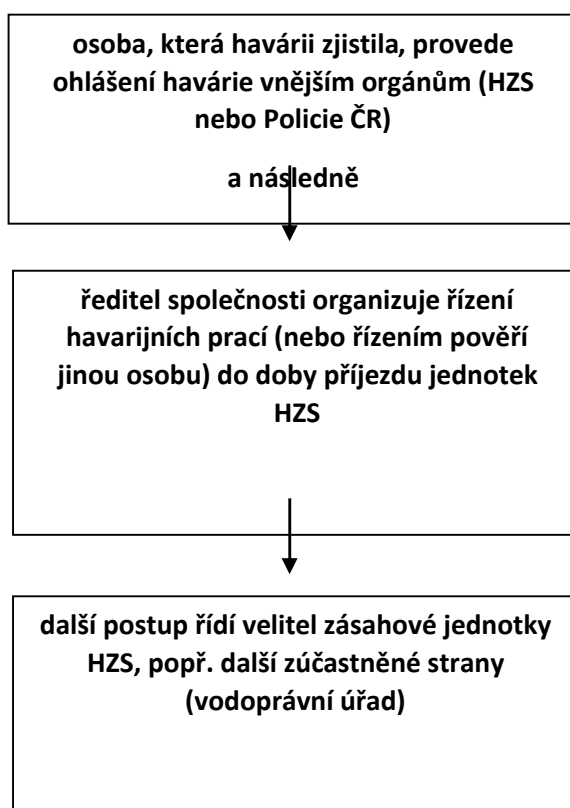 osoba, která havárii zjistila, provede
ohlášení havárie vnějším orgánům (HZS
nebo Policie ČR)
a následně
ředitel společnosti organizuje řízení
havarijních prací (nebo řízením pověří
jinou osobu) do doby příjezdu jednotek
HZS
další postup řídí velitel zásahové jednotky
HZS, popř. další zúčastněné strany
(vodoprávní úřad)